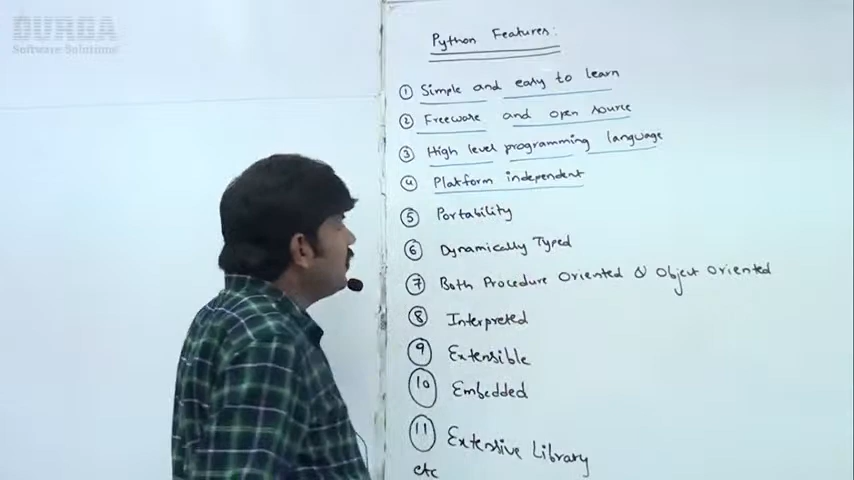 DURGA
Software Solutions
Python Features:
1 Simple and easy to learn
2 Freeware and open source
3 High level programming language
4 Platform independent
5 Portability
6 Dynamically Typed
7 Both Procedure Oriented & Object Oriented
8 Interpreted
9 Extensible
10 Embedded
11 Extensive Library
etc